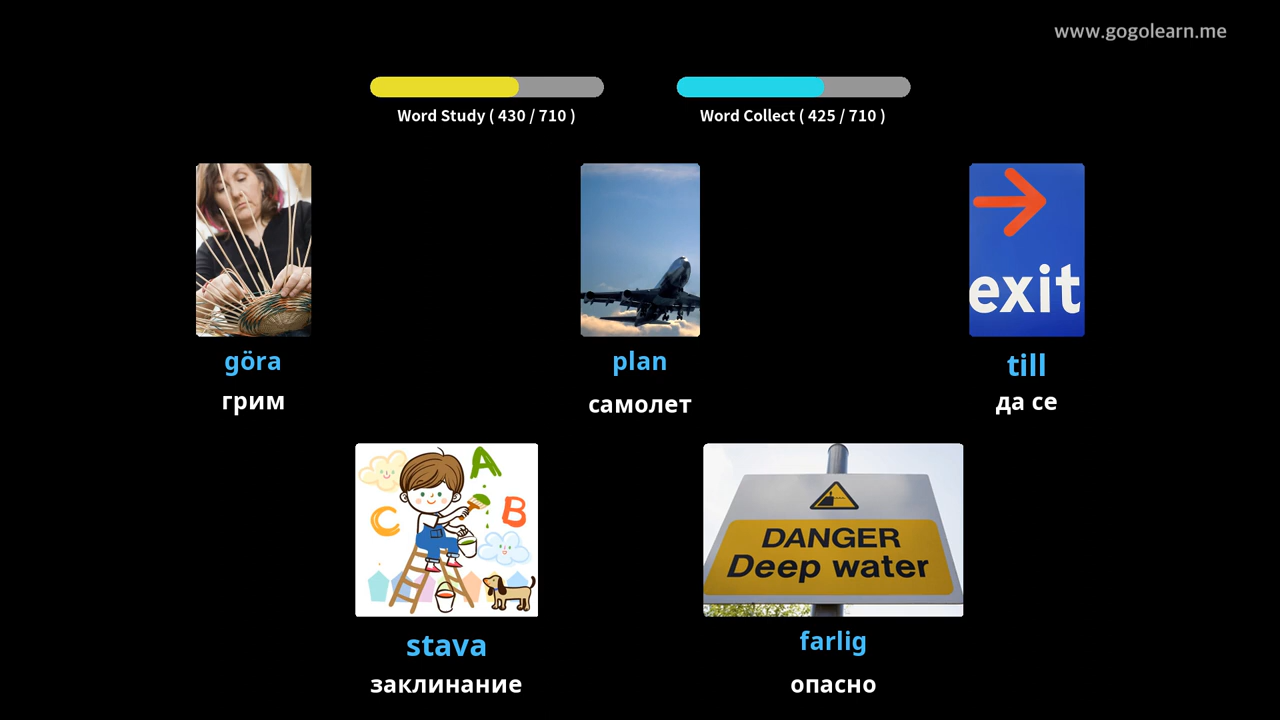 www.gogolearn.me
Word Study ( 430 / 710 )
Word Collect ( 425 / 710 )
exit
göra
plan
till
грим
самолет
да се
A
B
C
DANGER
Deep water
stava
farlig
заклинание
опасно